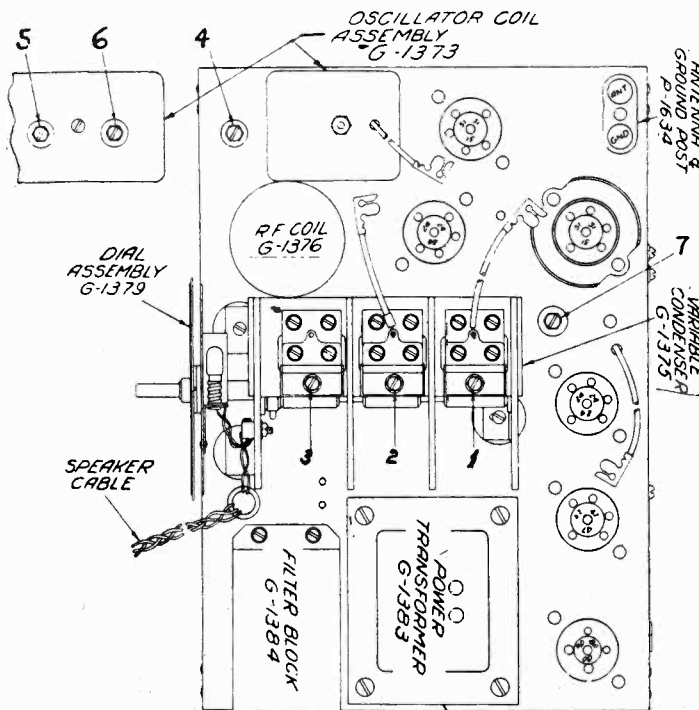 OSCILLATOR COIL
ASSEMBLY
G-1373
5
6
4
ANTENNA &
GROUND POST
P-1634
ANT
GND
RF COIL
G-1376
DIAL
ASSEMBLY
G-1379
7
VARIABLE
CONDENSER
G-1375
3
2
1
SPEAKER
CABLE
FILTER BLOCK
G-1384
POWER
TRANSFORMER
G-1383